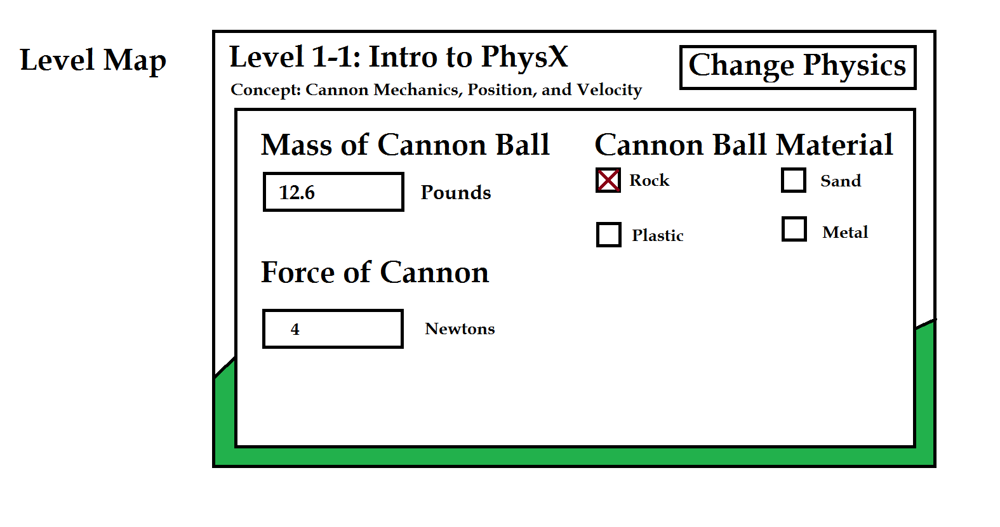 Level Map
Level 1-1: Intro to PhysX
Change Physics
Concept: Cannon Mechanics, Position, and Velocity
Mass of Cannon Ball
12.6 Pounds
Cannon Ball Material
Rock
Sand
Plastic
Metal
Force of Cannon
4 Newtons